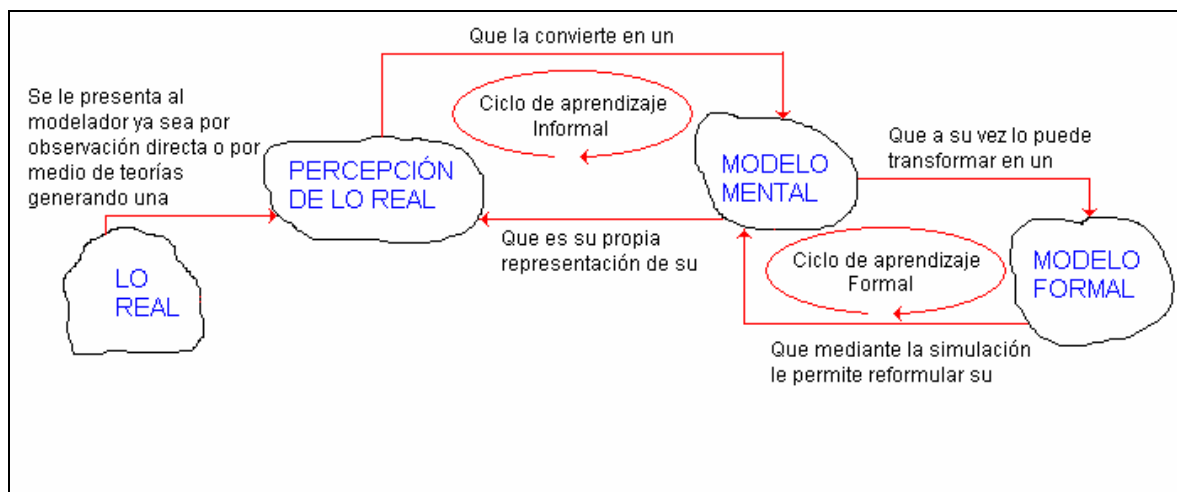 Que la convierte en un
Se le presenta al
modelador ya sea por
observación directa o por
medio de teorías
generando una
Ciclo de aprendizaje
Informal
PERCEPCIÓN
DE LO REAL
MODELO
MENTAL
Que a su vez lo puede
transformar en un
LO
REAL
Que es su propia
representación de su
Ciclo de aprendizaje
Formal
MODELO
FORMAL
Que mediante la simulación
le permite reformular su